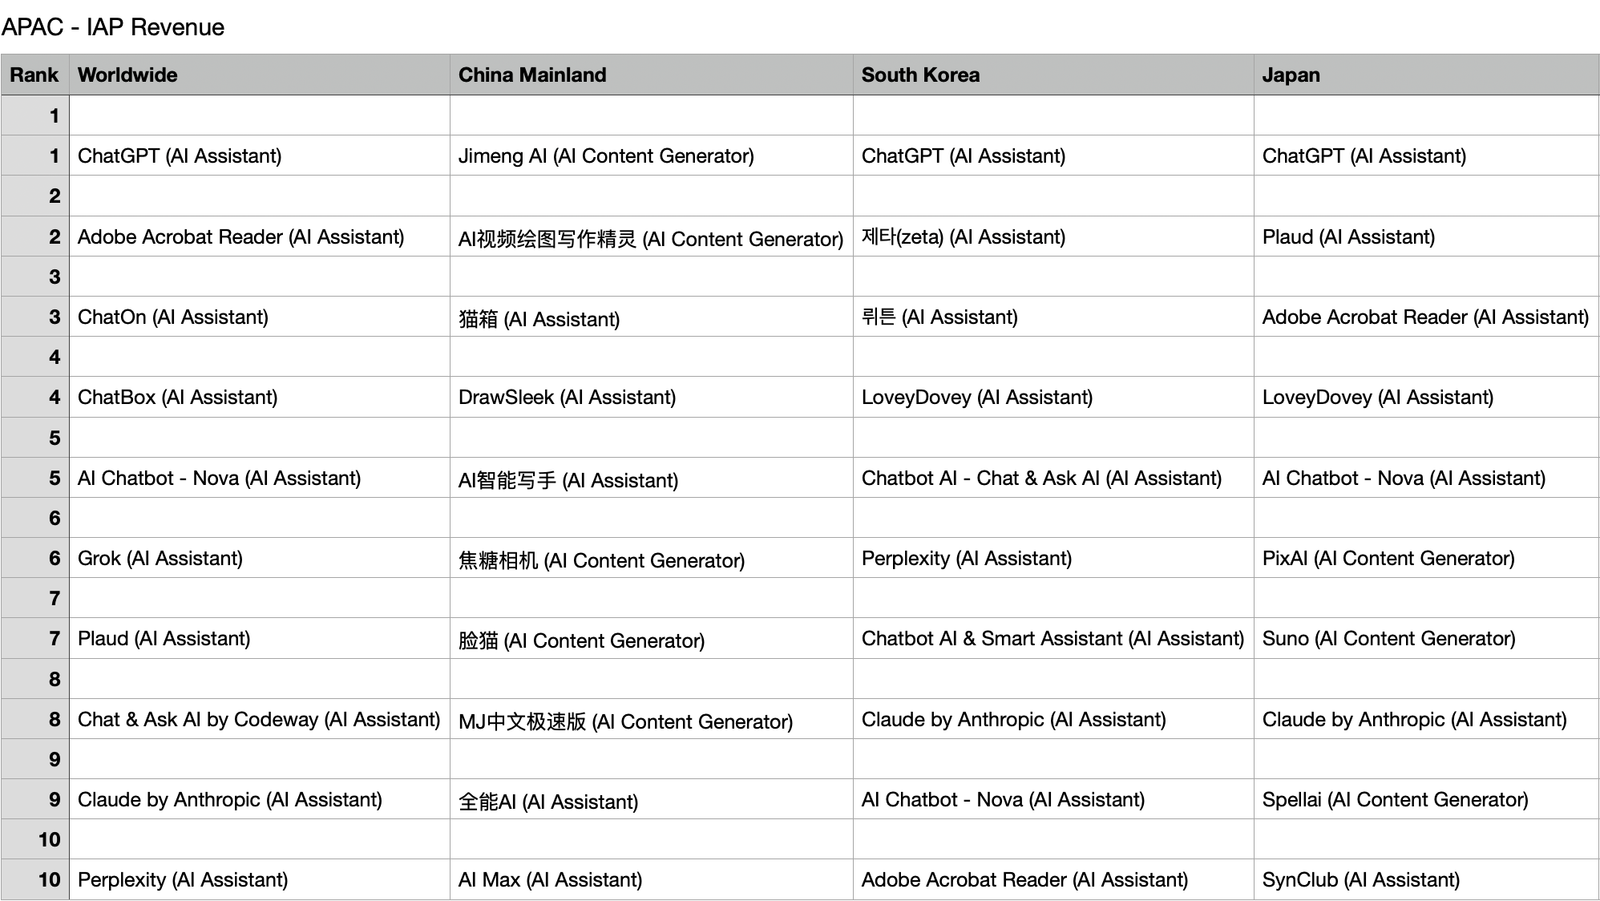 APAC - IAP Revenue
Rank Worldwide China Mainland South Korea Japan
1
1 ChatGPT (AI Assistant) Jimeng AI (AI Content Generator) ChatGPT (AI Assistant) ChatGPT (AI Assistant)
2
2 Adobe Acrobat Reader (AI Assistant) AI视频绘图写作精灵 (AI Content Generator) 제타(zeta) (AI Assistant) Plaud (AI Assistant)
3
3 ChatOn (AI Assistant) 猫箱 (AI Assistant) 뤼튼 (AI Assistant) Adobe Acrobat Reader (AI Assistant)
4
4 ChatBox (AI Assistant) DrawSleek (AI Assistant) LoveyDovey (AI Assistant) LoveyDovey (AI Assistant)
5
5 AI Chatbot - Nova (AI Assistant) AI智能写手 (AI Assistant) Chatbot AI - Chat & Ask AI (AI Assistant) AI Chatbot - Nova (AI Assistant)
6
6 Grok (AI Assistant) 焦糖相机 (AI Content Generator) Perplexity (AI Assistant) PixAI (AI Content Generator)
7
7 Plaud (AI Assistant) 脸猫 (AI Content Generator) Chatbot AI & Smart Assistant (AI Assistant) Suno (AI Content Generator)
8
8 Chat & Ask AI by Codeway (AI Assistant) MJ中文极速版 (AI Content Generator) Claude by Anthropic (AI Assistant) Claude by Anthropic (AI Assistant)
9
9 Claude by Anthropic (AI Assistant) 全能AI (AI Assistant) AI Chatbot - Nova (AI Assistant) Spellai (AI Content Generator)
10
10 Perplexity (AI Assistant) AI Max (AI Assistant) Adobe Acrobat Reader (AI Assistant) SynClub (AI Assistant)